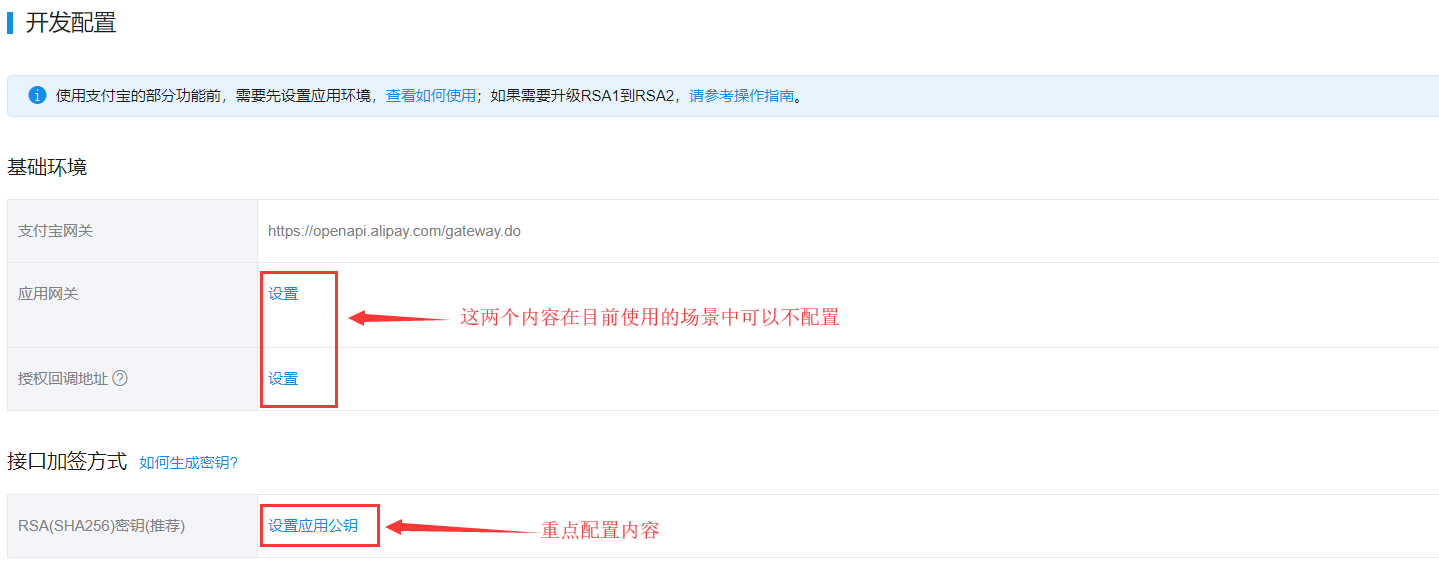 开发配置
使用支付宝的部分功能前，需要先设置应用环境，查看如何使用；如果需要升级RSA1到RSA2，请参考操作指南。
基础环境
支付宝网关
https://openapi.alipay.com/gateway.do
应用网关
设置
这两个内容在目前使用的场景中可以不配置
授权回调地址
设置
接口加签方式 如何生成密钥?
RSA(SHA256)密钥(推荐)
设置应用公钥
重点配置内容